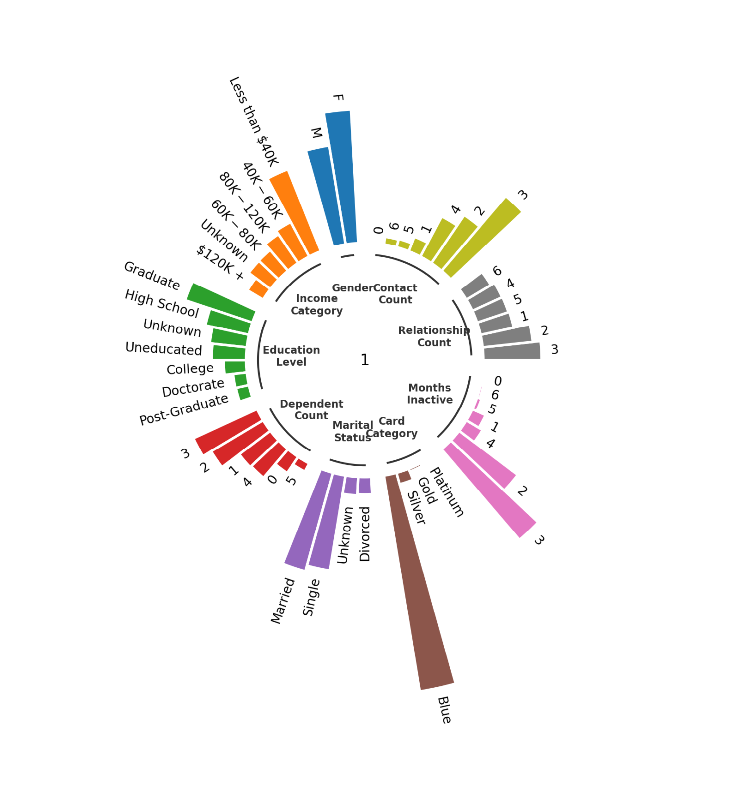 F
M
Less than $40K
40K – 60K
80K – 120K
60K – 80K
Unknown
$120K +
Graduate
High School
Unknown
Uneducated
College
Doctorate
Post-Graduate
3
2
1
4
0
5
Married
Single
Unknown
Divorced
Blue
Silver
Gold
Platinum
3
2
4
1
5
6
0
3
2
1
5
4
6
3
2
4
1
5
6
0
Gender
Income
Category
Education
Level
Dependent
Count
Marital
Status
Card
Category
Months
Inactive
Relationship
Count
Contact
Count
1